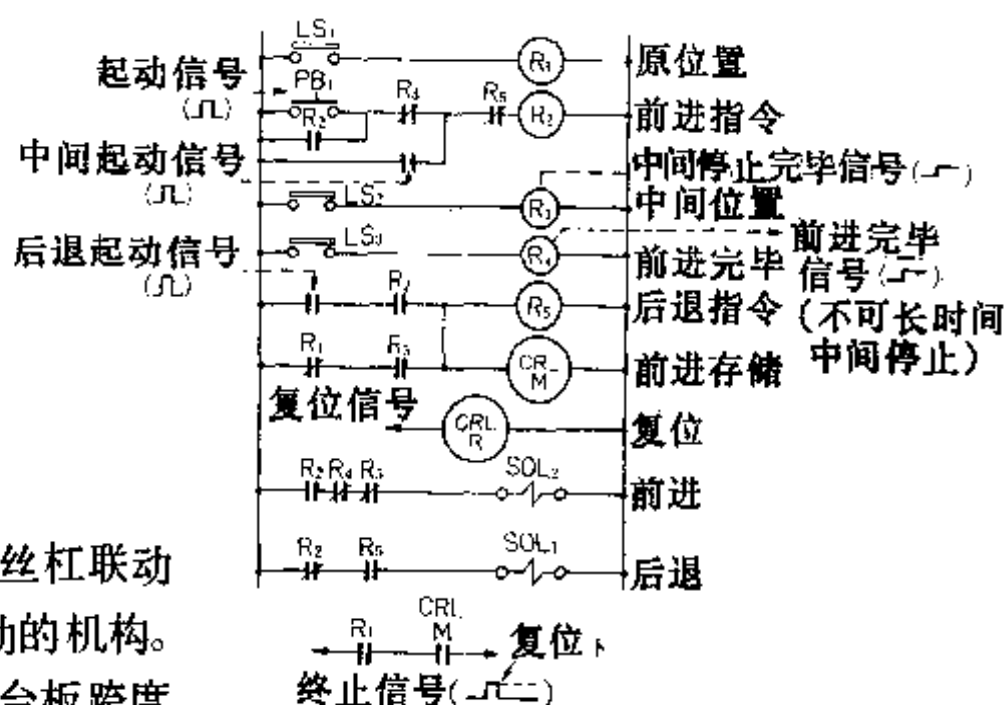 LS₁ R₁ 原位置
起动信号 PB₁ R₄ R₅ R₂ 前进指令
R₂
中间起动信号 中间停止完毕信号
LS₂ R₃ 中间位置
后退起动信号 LS₃ R₄ 前进完毕 前进完毕
信号
R₅ 后退指令 (不可长时间
中间停止)
R₁ CR M 前进存储
复位信号 CRL R 复位
R₂ R₄ R₃ SOL₂ 前进
丝杠联动 R₂ R₅ SOL₁ 后退
动的机构。 R₁ CRL M 复位
台板跨度 终止信号